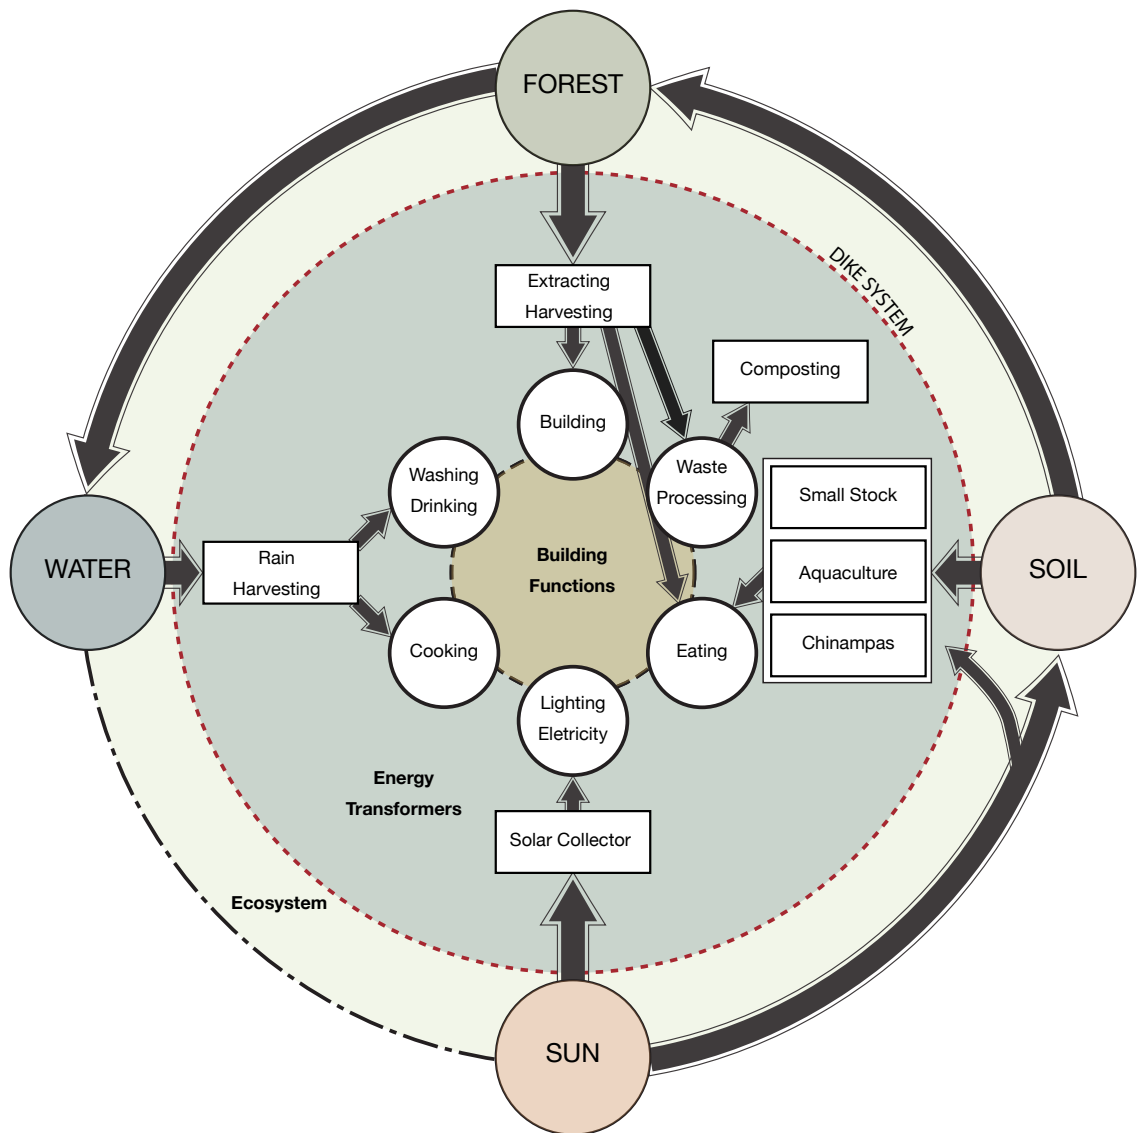 FOREST
DIKE SYSTEM
Extracting
Harvesting
Composting
Building
Washing
Drinking
Waste
Processing
Small Stock
WATER
Rain
Harvesting
Building
Functions
Aquaculture
SOIL
Cooking
Eating
Chinampas
Lighting
Eletricity
Energy
Transformers
Solar Collector
Ecosystem
SUN